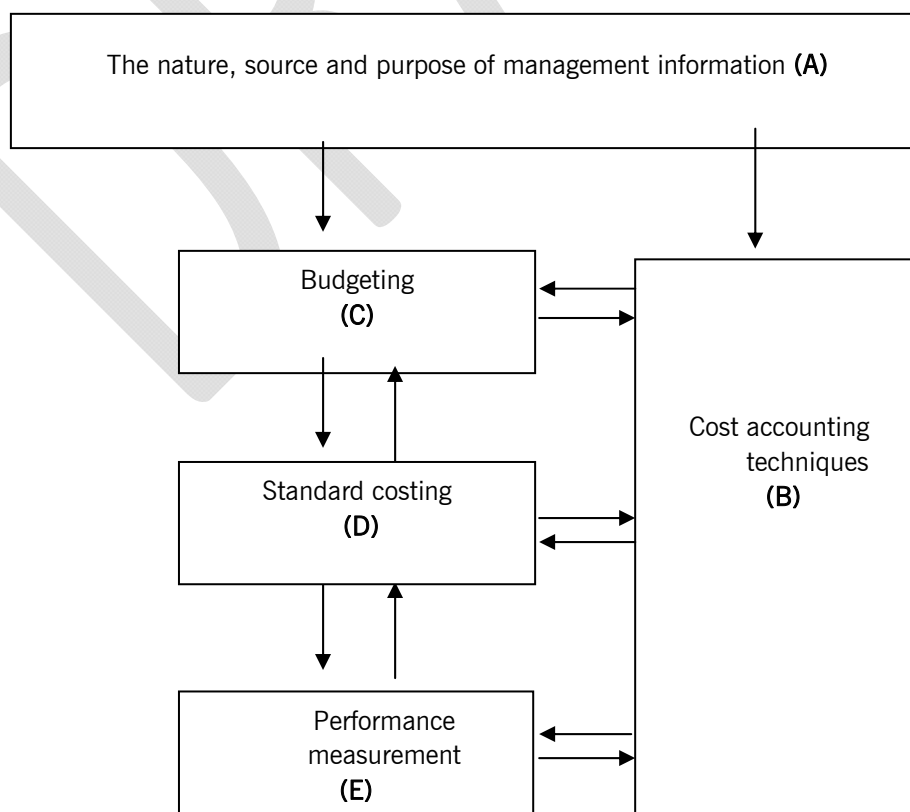 The nature, source and purpose of management information (A)
Budgeting
(C)
Cost accounting
techniques
(B)
Standard costing
(D)
Performance
measurement
(E)